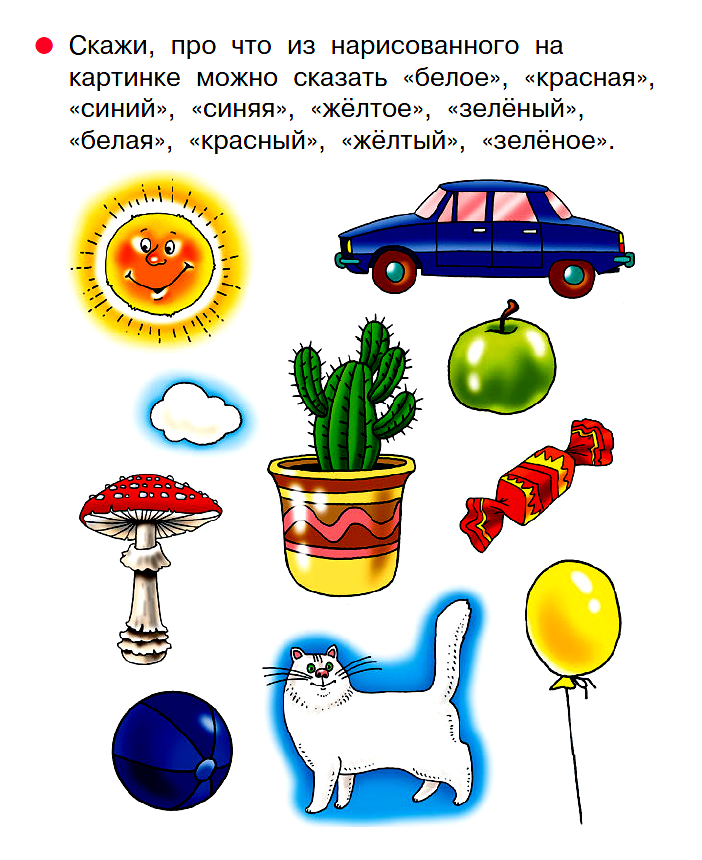 Скажи, про что из нарисованного на
картинке можно сказать «белое», «красная»,
«синий», «синяя», «жёлтое», «зелёный»,
«белая», «красный», «жёлтый», «зелёное».